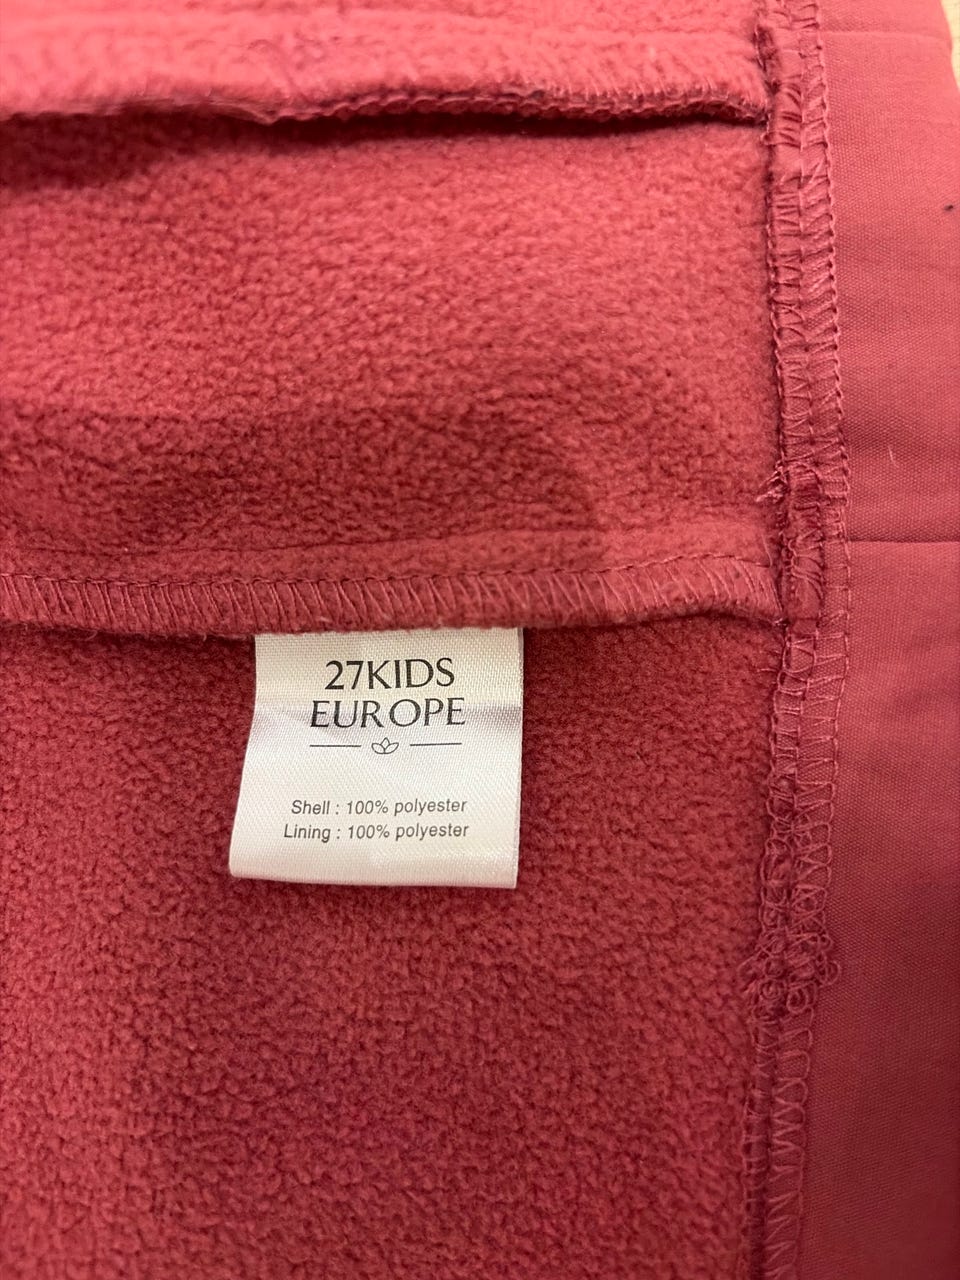 27KIDS
EUROPE
Shell : 100% polyester
Lining : 100% polyester